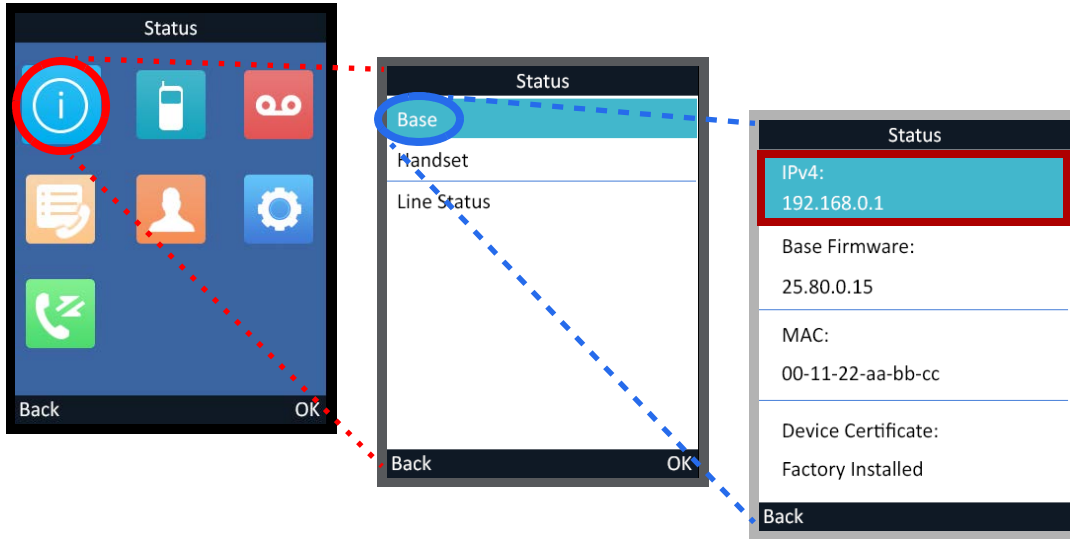 Status
i
Back OK
Status
Base
Handset
Line Status
Back OK
Status
IPv4:
192.168.0.1
Base Firmware:
25.80.0.15
MAC:
00-11-22-aa-bb-cc
Device Certificate:
Factory Installed
Back